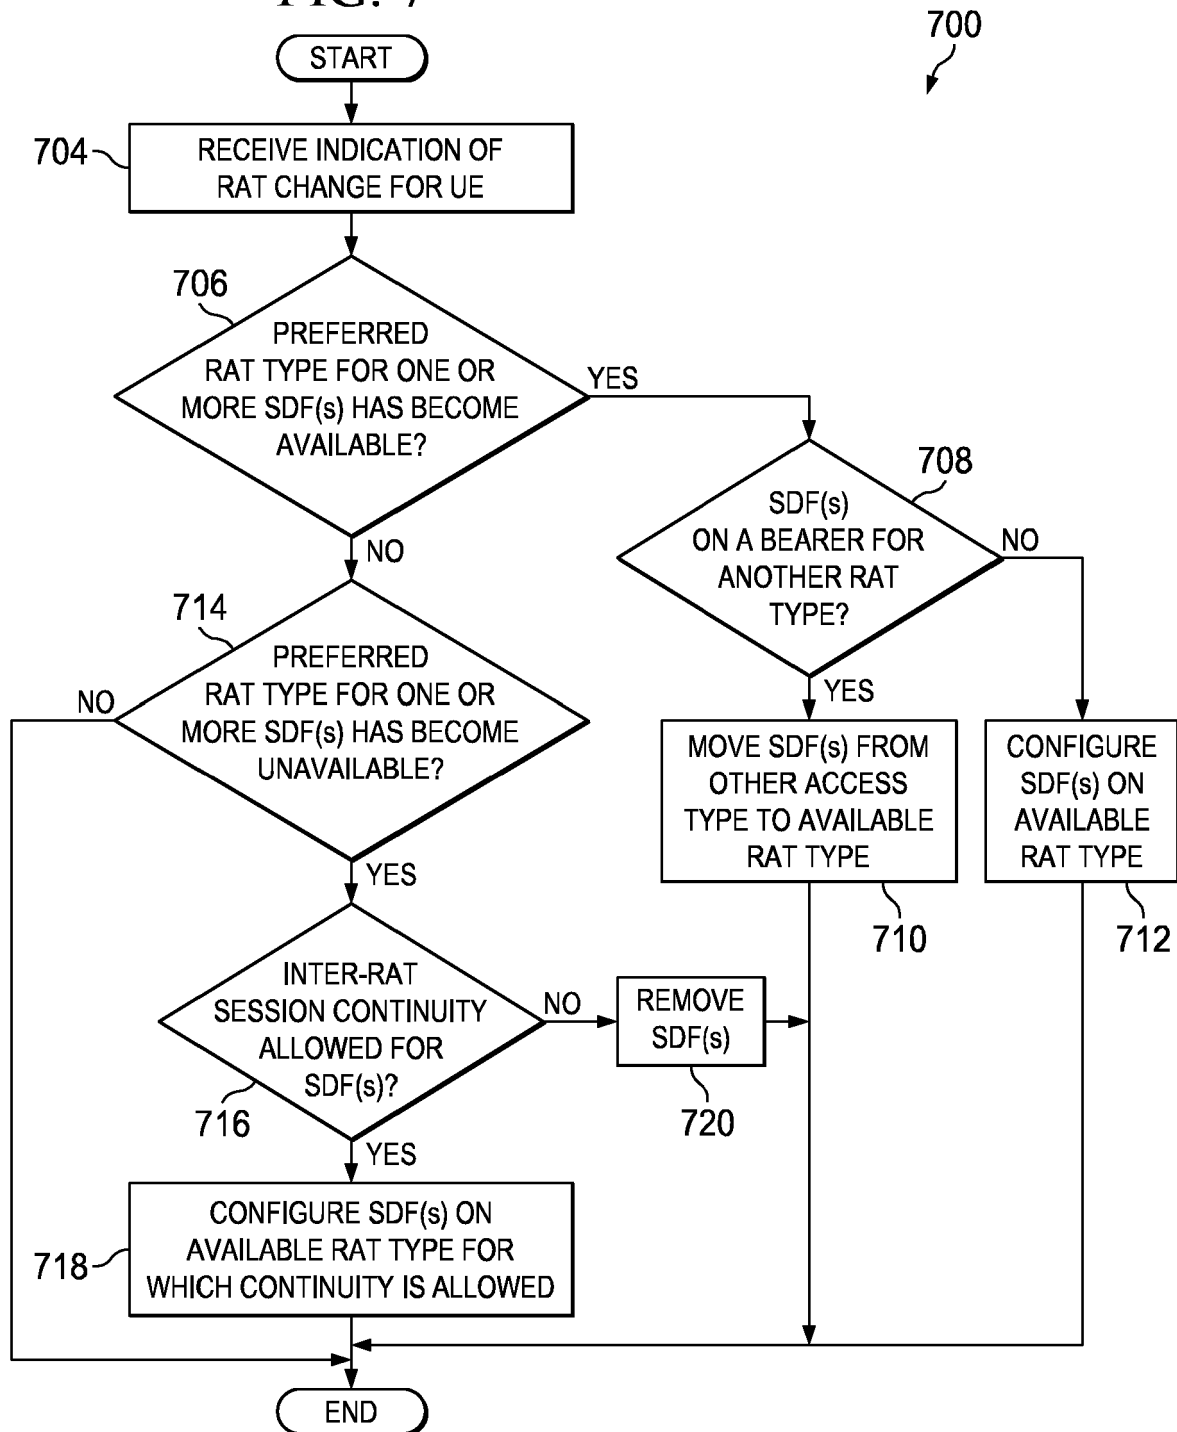 FIG. 7
700
START
704
RECEIVE INDICATION OF
RAT CHANGE FOR UE
706
PREFERRED
RAT TYPE FOR ONE OR
MORE SDF(s) HAS BECOME
AVAILABLE?
YES
NO
708
SDF(s)
ON A BEARER FOR
ANOTHER RAT
TYPE?
NO
YES
714
PREFERRED
RAT TYPE FOR ONE OR
MORE SDF(s) HAS BECOME
UNAVAILABLE?
NO
YES
MOVE SDF(s) FROM
OTHER ACCESS
TYPE TO AVAILABLE
RAT TYPE
710
CONFIGURE
SDF(s) ON
AVAILABLE
RAT TYPE
712
INTER-RAT
SESSION CONTINUITY
ALLOWED FOR
SDF(s)?
716
NO
YES
REMOVE
SDF(s)
720
718
CONFIGURE SDF(s) ON
AVAILABLE RAT TYPE FOR
WHICH CONTINUITY IS ALLOWED
END